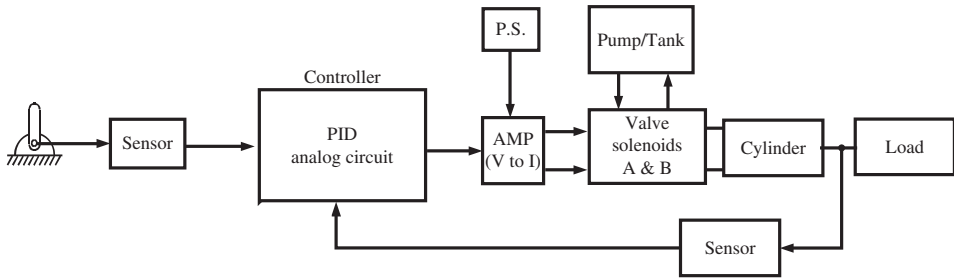 P.S.
Pump/Tank
Controller
Sensor
PID
analog circuit
AMP
(V to I)
Valve
solenoids
A & B
Cylinder
Load
Sensor